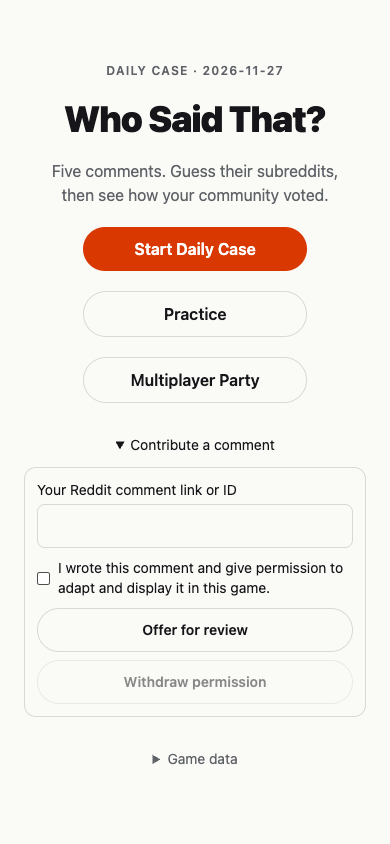 DAILY CASE · 2026-11-27
Who Said That?
Five comments. Guess their subreddits,
then see how your community voted.
Start Daily Case
Practice
Multiplayer Party
▼ Contribute a comment
Your Reddit comment link or ID
I wrote this comment and give permission to
adapt and display it in this game.
Offer for review
Withdraw permission
▶ Game data